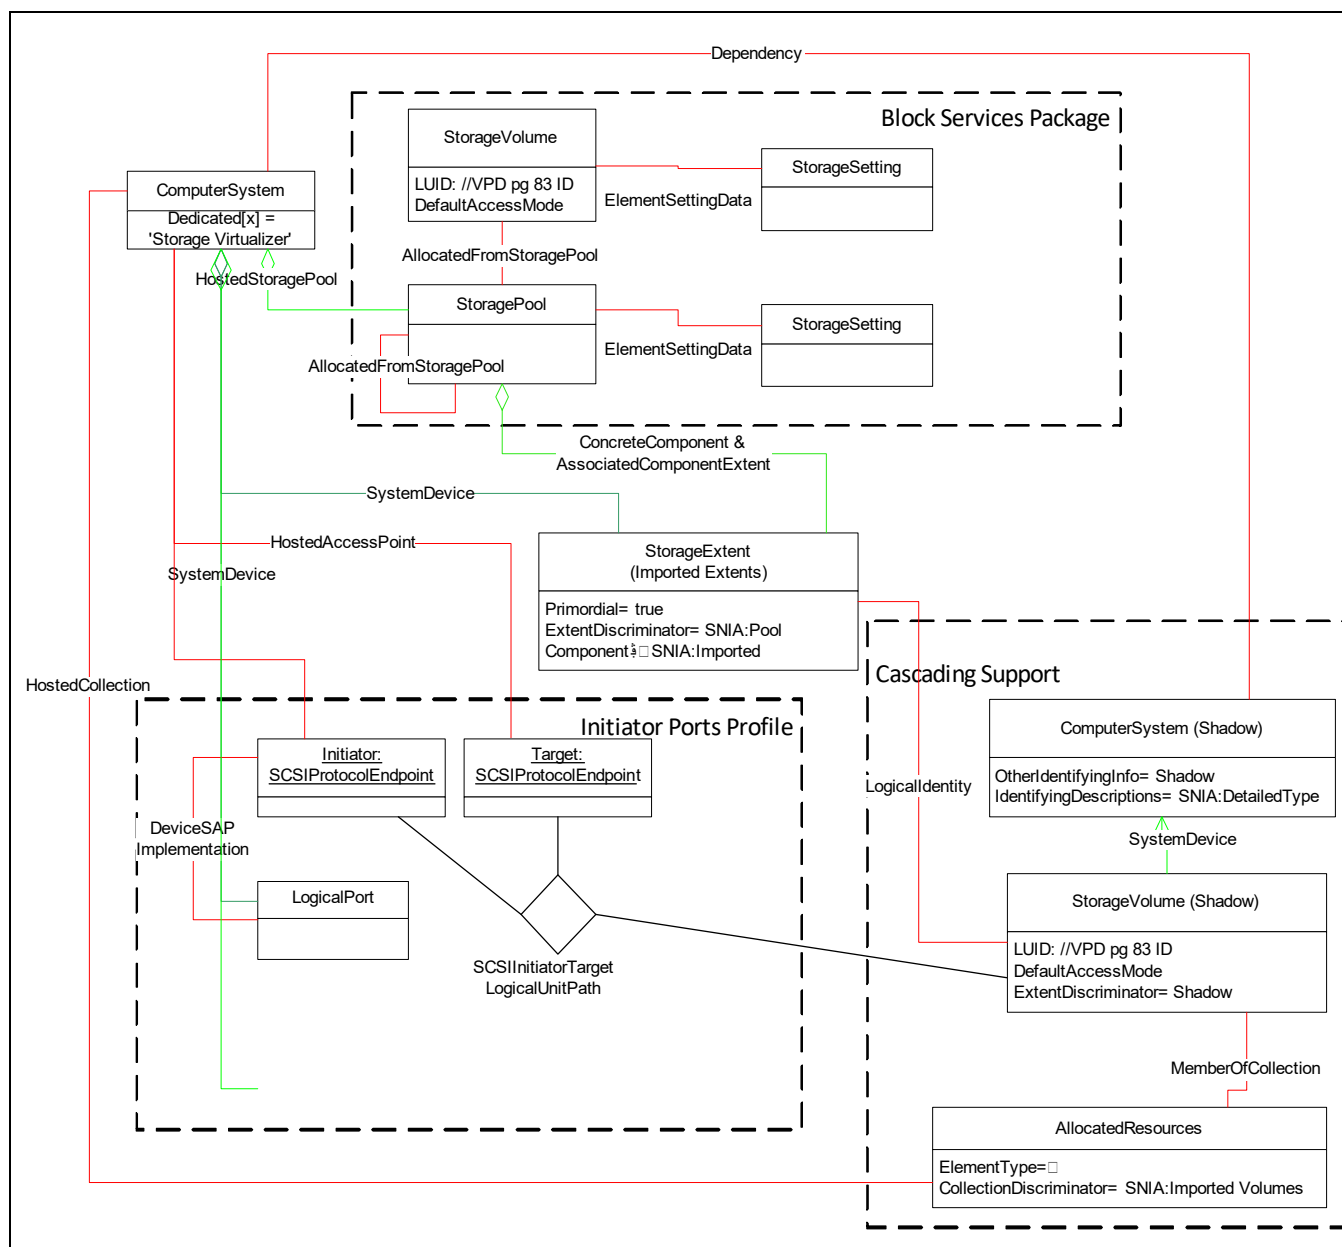 Dependency
Block Services Package
StorageVolume
LUID: //VPD pg 83 ID
DefaultAccessMode
StorageSetting
ElementSettingData
ComputerSystem
Dedicated[x] =
'Storage Virtualizer'
AllocatedFromStoragePool
HostedStoragePool
StoragePool
StorageSetting
ElementSettingData
AllocatedFromStoragePool
ConcreteComponent &
AssociatedComponentExtent
SystemDevice
HostedAccessPoint
SystemDevice
StorageExtent
(Imported Extents)
Primordial= true
ExtentDiscriminator= SNIA:Pool
Component SNIA:Imported
HostedCollection
Cascading Support
Initiator Ports Profile
ComputerSystem (Shadow)
OtherIdentifyingInfo= Shadow
IdentifyingDescriptions= SNIA:DetailedType
Initiator:
SCSIProtocolEndpoint
Target:
SCSIProtocolEndpoint
LogicalIdentity
DeviceSAP
Implementation
SystemDevice
LogicalPort
StorageVolume (Shadow)
LUID: //VPD pg 83 ID
DefaultAccessMode
ExtentDiscriminator= Shadow
SCSIInitiatorTarget
LogicalUnitPath
MemberOfCollection
AllocatedResources
ElementType=
CollectionDiscriminator= SNIA:Imported Volumes